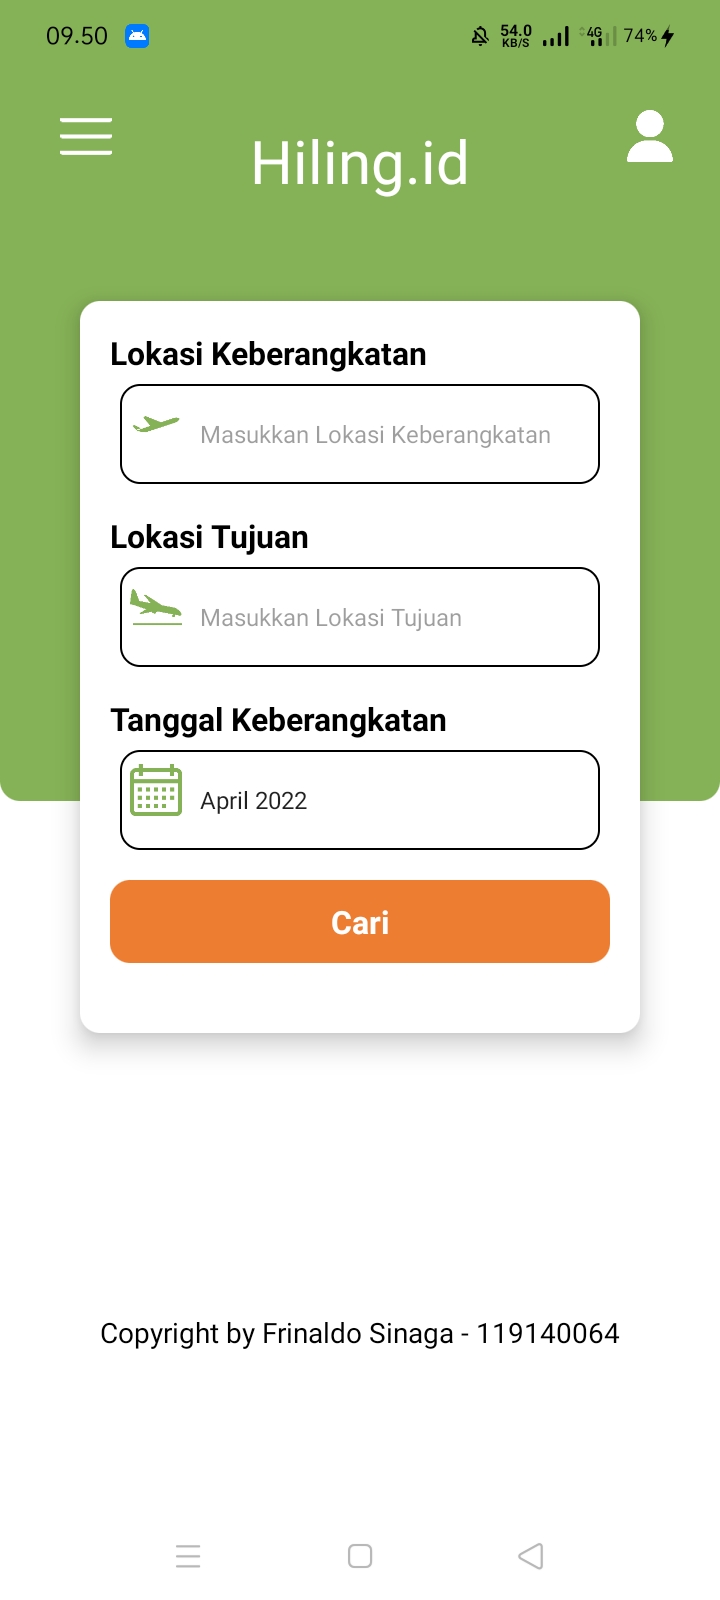 09.50
54.0
KB/S
4G
74%
Hiling.id
Lokasi Keberangkatan
Masukkan Lokasi Keberangkatan
Lokasi Tujuan
Masukkan Lokasi Tujuan
Tanggal Keberangkatan
April 2022
Cari
Copyright by Frinaldo Sinaga - 119140064